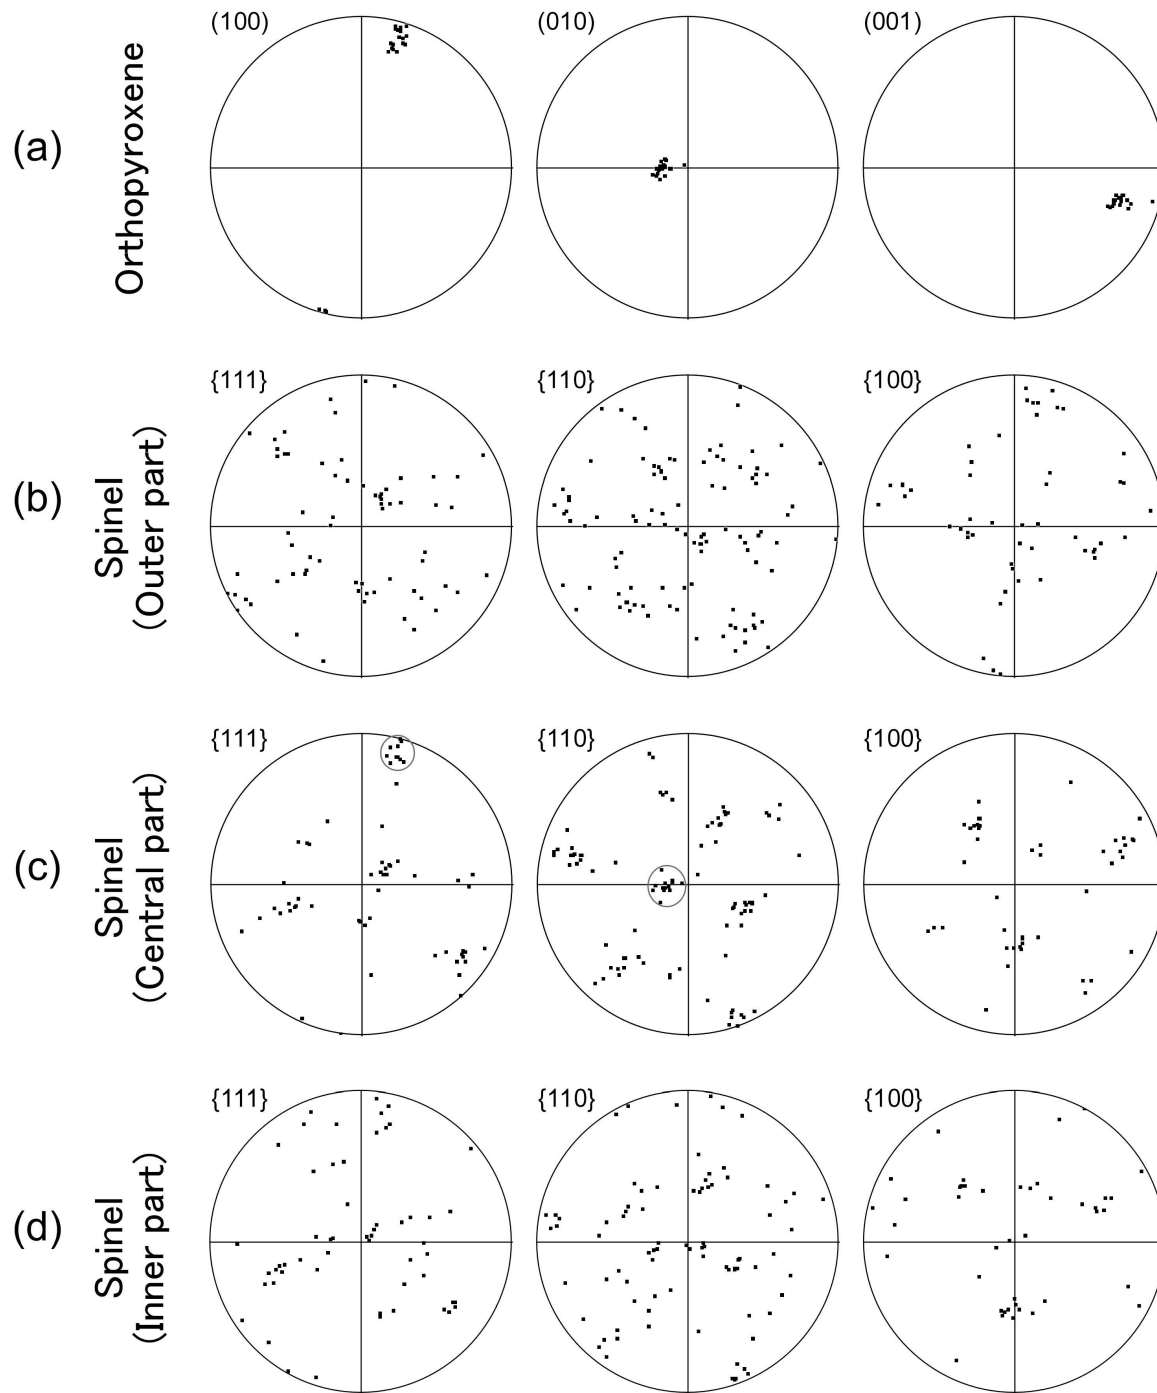 (a)
Orthopyroxene
(100)
(010)
(001)
(b)
Spinel
(Outer part)
{111}
{110}
{100}
(c)
Spinel
(Central part)
{111}
{110}
{100}
(d)
Spinel
(Inner part)
{111}
{110}
{100}